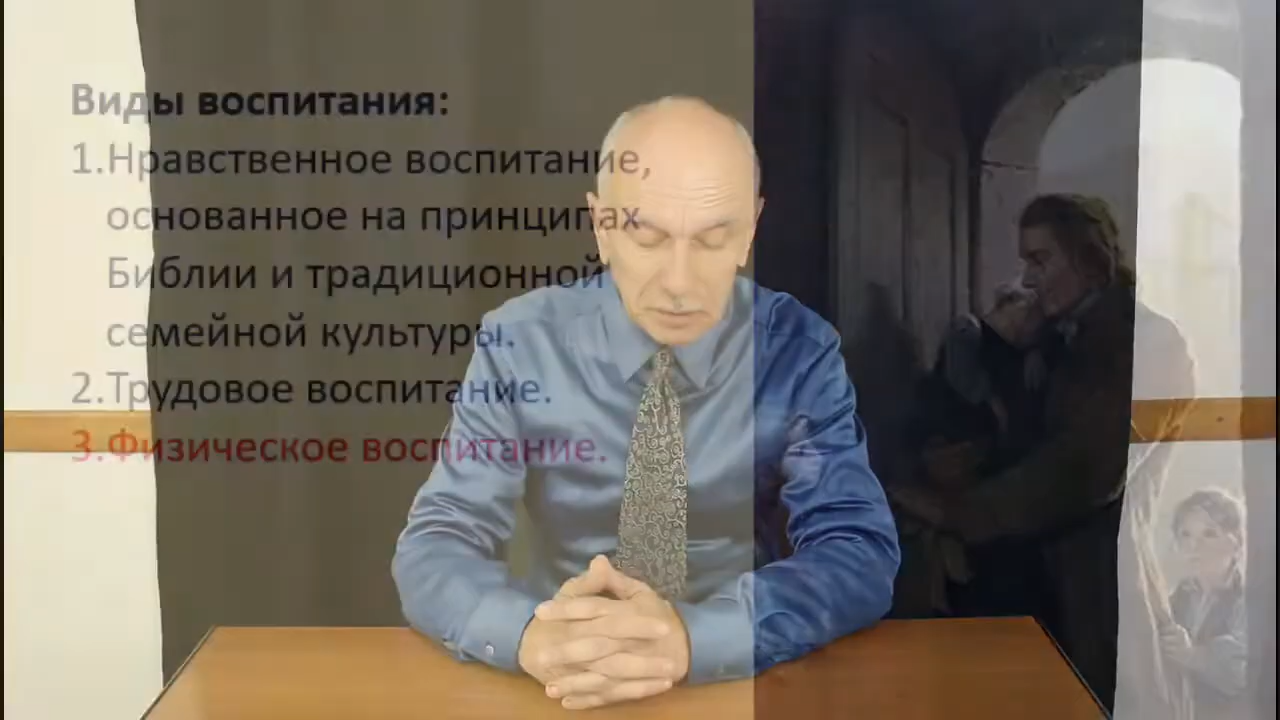 Виды воспитания:
1.Нравственное воспитание,
основанное на принципах
Библии и традиционной
семейной культуры.
2.Трудовое воспитание.
3.Физическое воспитание.